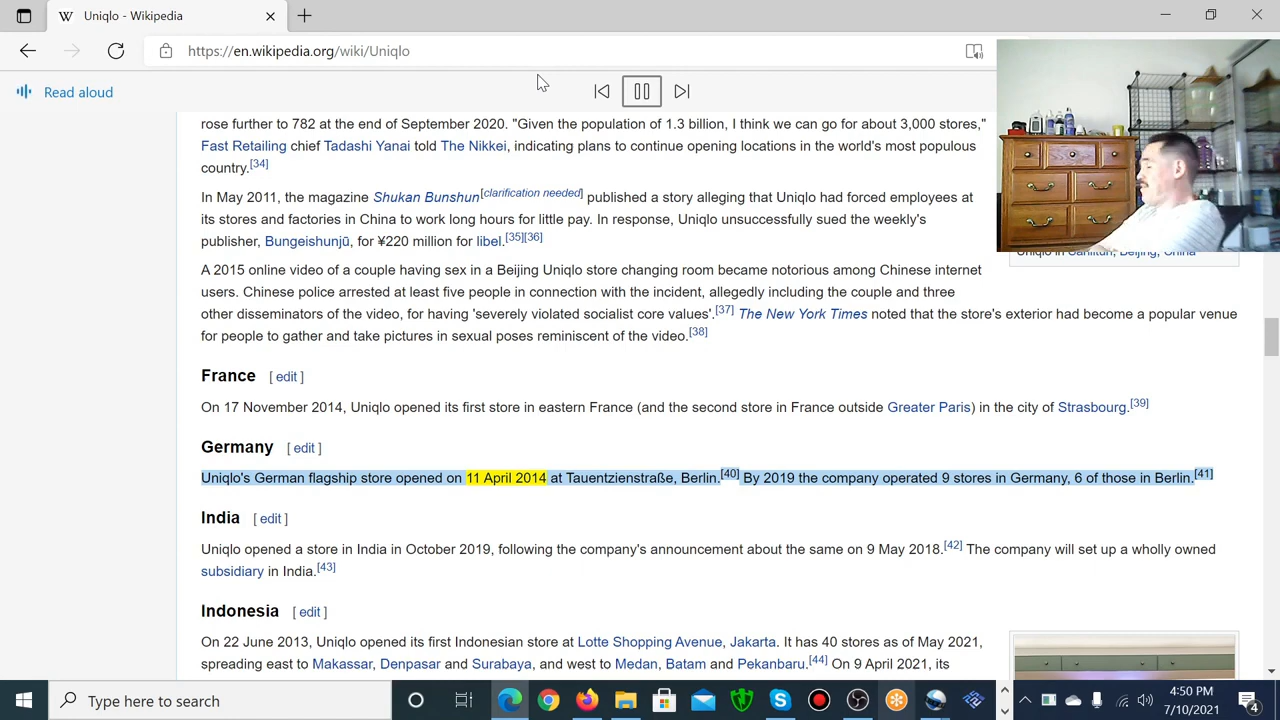 Uniqlo - Wikipedia
https://en.wikipedia.org/wiki/Uniqlo
Read aloud
rose further to 782 at the end of September 2020. "Given the population of 1.3 billion, I think we can go for about 3,000 stores,"
Fast Retailing chief Tadashi Yanai told The Nikkei, indicating plans to continue opening locations in the world's most populous
country.[34]
In May 2011, the magazine Shukan Bunshun[clarification needed] published a story alleging that Uniqlo had forced employees at
its stores and factories in China to work long hours for little pay. In response, Uniqlo unsuccessfully sued the weekly's
publisher, Bungeishunjū, for ¥220 million for libel.[35][36]
Uniqlo in Sanlitun, Beijing, China
A 2015 online video of a couple having sex in a Beijing Uniqlo store changing room became notorious among Chinese internet
users. Chinese police arrested at least five people in connection with the incident, allegedly including the couple and three
other disseminators of the video, for having 'severely violated socialist core values'.[37] The New York Times noted that the store's exterior had become a popular venue
for people to gather and take pictures in sexual poses reminiscent of the video.[38]
France [ edit ]
On 17 November 2014, Uniqlo opened its first store in eastern France (and the second store in France outside Greater Paris) in the city of Strasbourg.[39]
Germany [ edit ]
Uniqlo's German flagship store opened on 11 April 2014 at Tauentzienstraße, Berlin.[40] By 2019 the company operated 9 stores in Germany, 6 of those in Berlin.[41]
India [ edit ]
Uniqlo opened a store in India in October 2019, following the company's announcement about the same on 9 May 2018.[42] The company will set up a wholly owned
subsidiary in India.[43]
Indonesia [ edit ]
On 22 June 2013, Uniqlo opened its first Indonesian store at Lotte Shopping Avenue, Jakarta. It has 40 stores as of May 2021,
spreading east to Makassar, Denpasar and Surabaya, and west to Medan, Batam and Pekanbaru.[44] On 9 April 2021, its
Type here to search
4:50 PM
7/10/2021
4